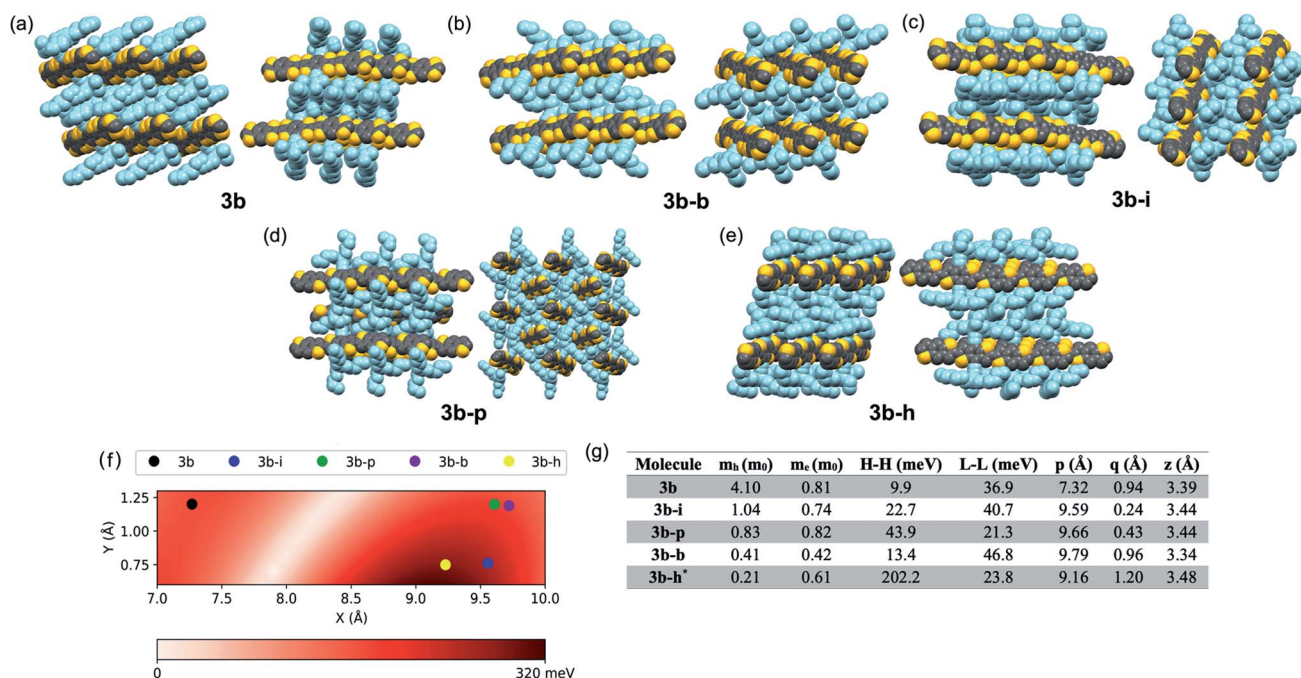 (a)
(b)
(c)
3b
3b-b
3b-i
(d)
(e)
3b-p
3b-h
(f)
3b 3b-i 3b-p 3b-b 3b-h
1.25
1.00
0.75
Y (Å)
7.0 7.5 8.0 8.5 9.0 9.5 10.0
X (Å)
0 320 meV
(g)
Molecule mh (m0) me (m0) H-H (meV) L-L (meV) p (Å) q (Å) z (Å)
3b 4.10 0.81 9.9 36.9 7.32 0.94 3.39
3b-i 1.04 0.74 22.7 40.7 9.59 0.24 3.44
3b-p 0.83 0.82 43.9 21.3 9.66 0.43 3.44
3b-b 0.41 0.42 13.4 46.8 9.79 0.96 3.34
3b-h* 0.21 0.61 202.2 23.8 9.16 1.20 3.48